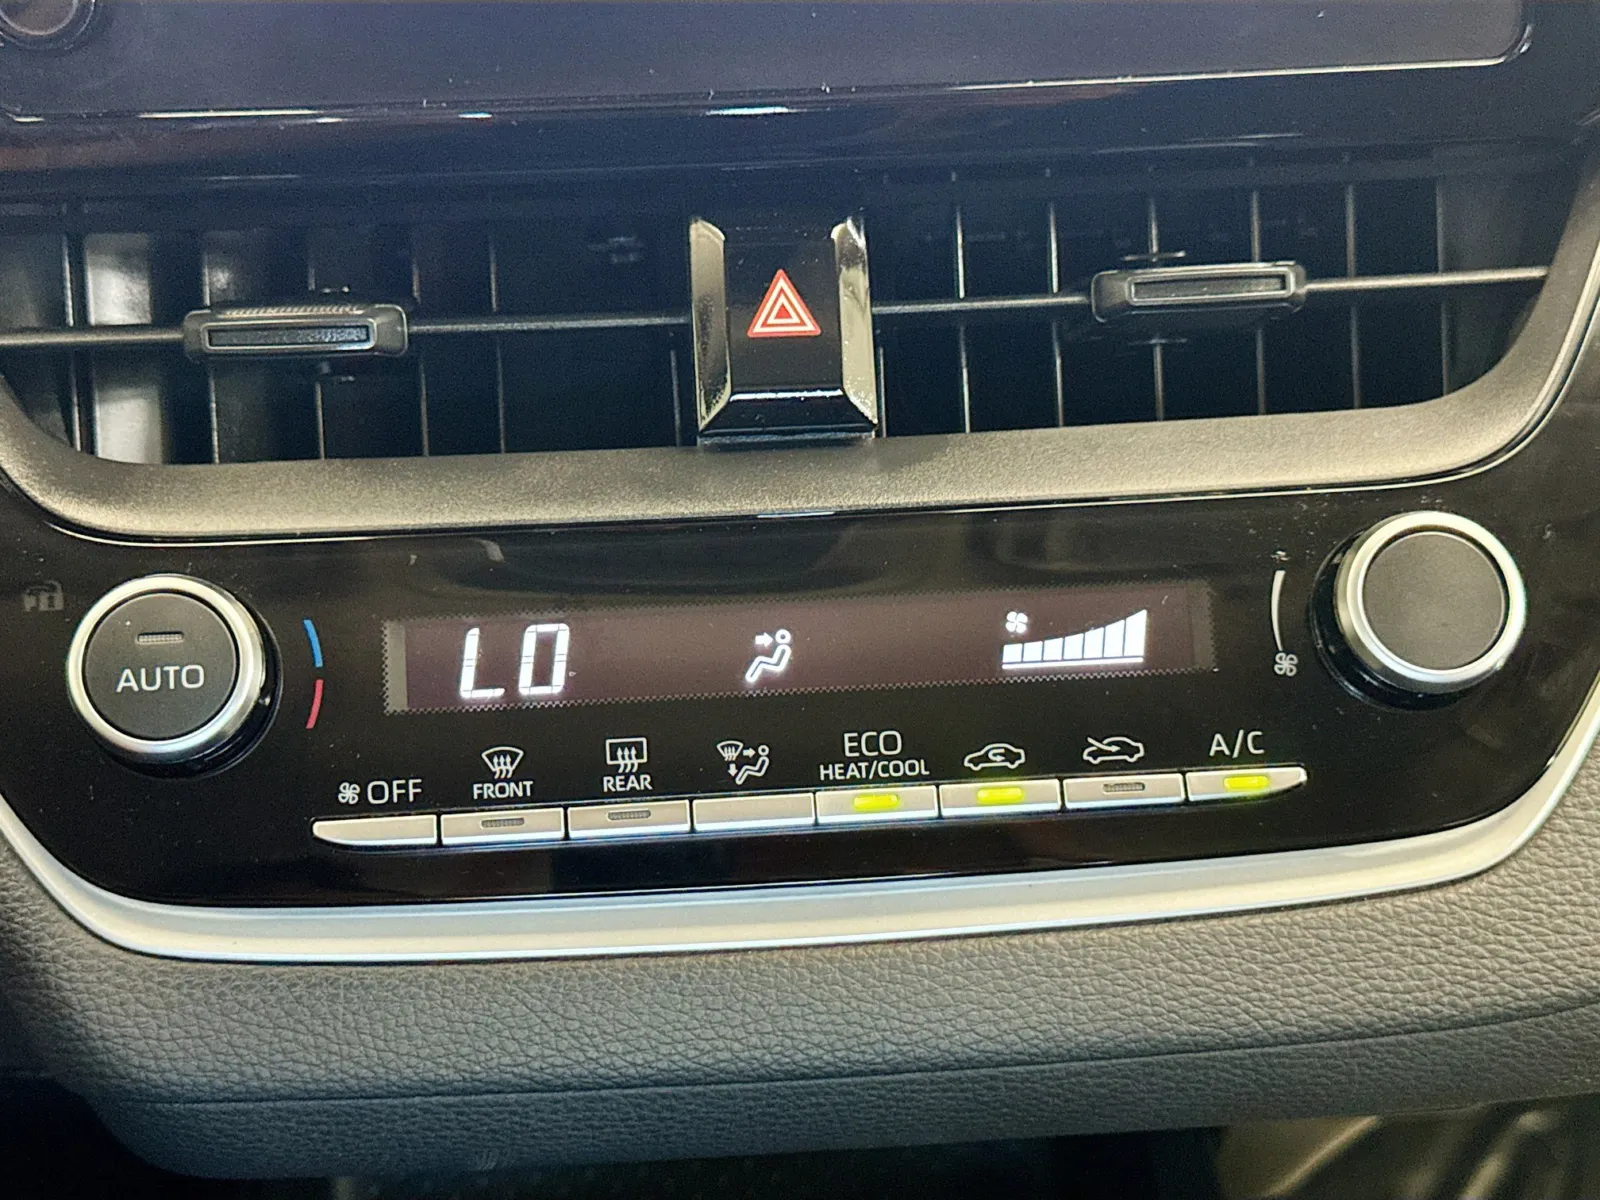 LO
AUTO
OFF
FRONT
REAR
ECO
HEAT/COOL
A/C